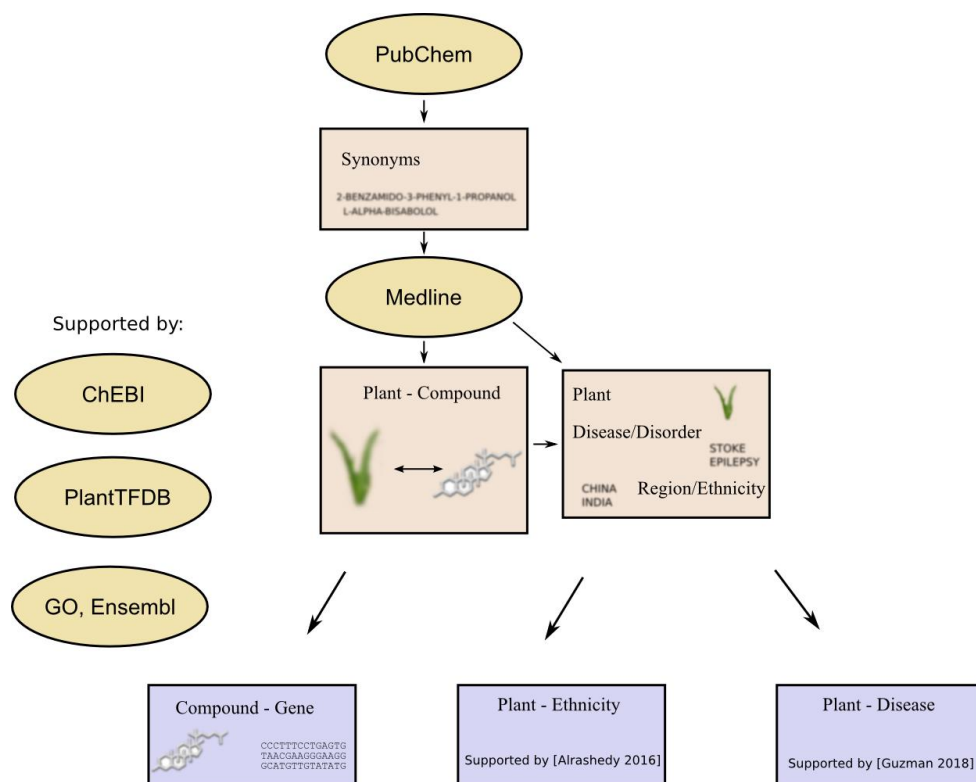 PubChem
Synonyms
2-BENZAMIDO-3-PHENYL-1-PROPANOL
L-ALPHA-BISABOLOL
Medline
Supported by:
ChEBI
PlantTFDB
GO, Ensembl
Plant - Compound
Plant
Disease/Disorder
STOKE
EPILEPSY
Region/Ethnicity
CHINA
INDIA
Compound - Gene
CCCTTTCCTGAGTG
TAACGAAGGGAAGG
GCATGTTGTATATG
Plant - Ethnicity
Supported by [Alrashedy 2016]
Plant - Disease
Supported by [Guzman 2018]